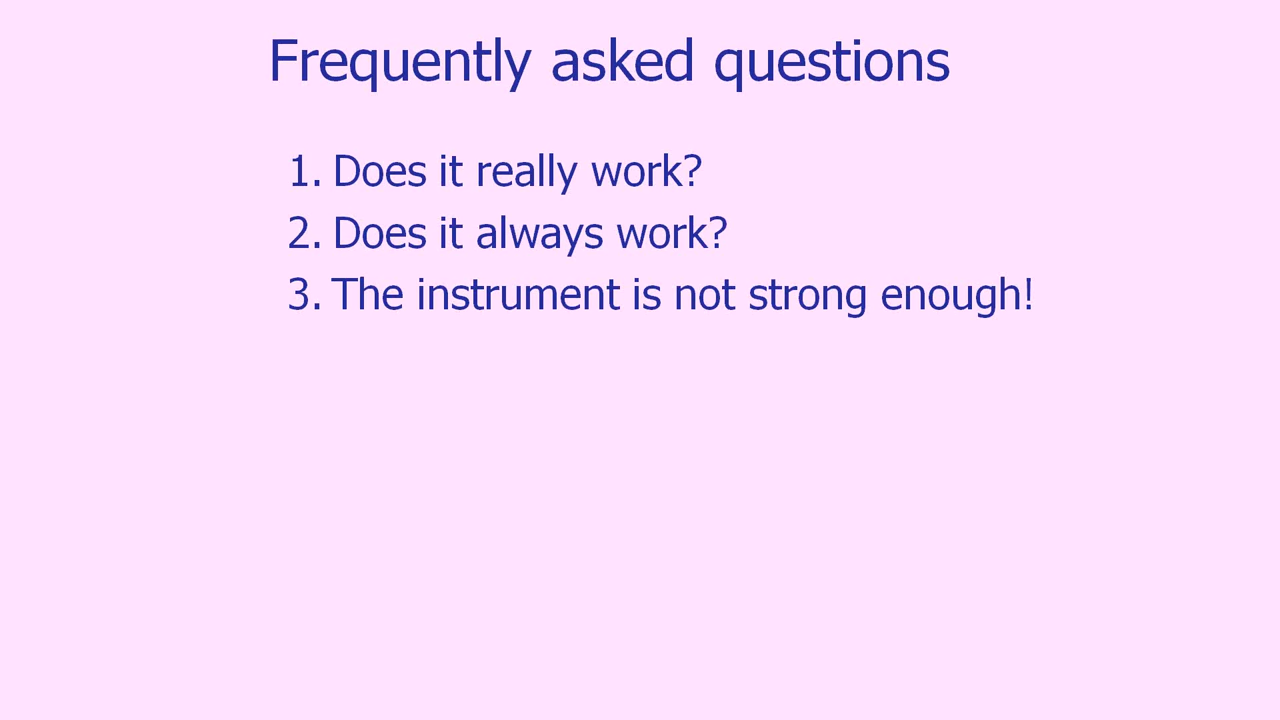 Frequently asked questions
1. Does it really work?
2. Does it always work?
3. The instrument is not strong enough!